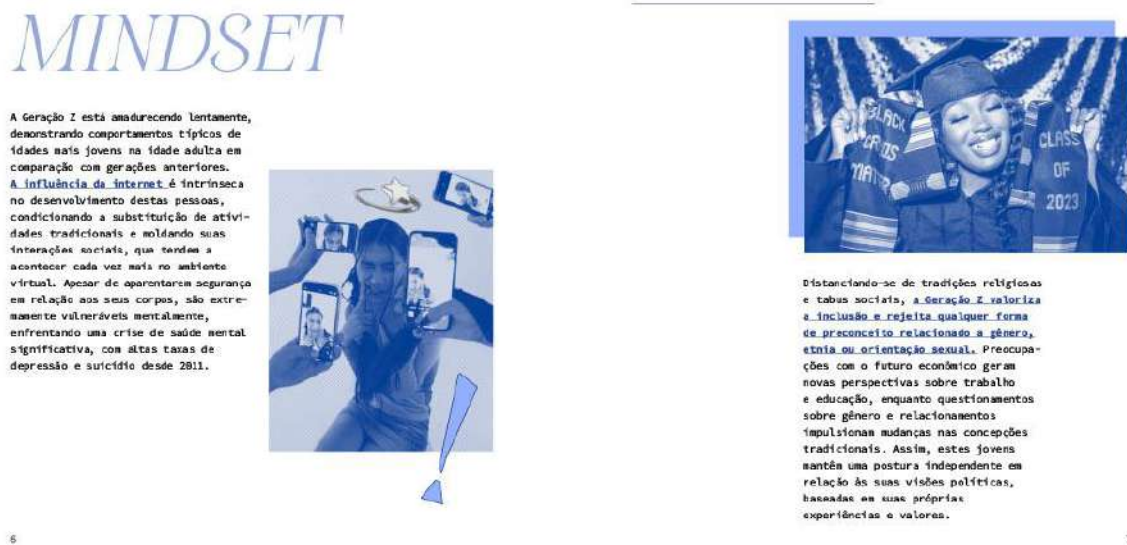 MINDSET
A Geração Z está amadurecendo lentamente,
demonstrando comportamentos típicos de
idades mais jovens na idade adulta em
comparação com gerações anteriores.
A influência da internet é intrínseca
no desenvolvimento destas pessoas,
condicionando a substituição de ativi-
dades tradicionais e moldando suas
interações sociais, que tendem a
acontecer cada vez mais no ambiente
virtual. Apesar de aparentarem segurança
em relação aos seus corpos, são extre-
mamente vulneráveis mentalmente,
enfrentando uma crise de saúde mental
significativa, com altas taxas de
depressão e suicídio desde 2011.
!
6
BLACK
GRADS
MATTER
CLASS
OF
2023
Distanciando-se de tradições religiosas
e tabus sociais, a Geração Z valoriza
a inclusão e rejeita qualquer forma
de preconceito relacionado a gênero,
etnia ou orientação sexual. Preocupa-
ções com o futuro econômico geram
novas perspectivas sobre trabalho
e educação, enquanto questionamentos
sobre gênero e relacionamentos
impulsionam mudanças nas concepções
tradicionais. Assim, estes jovens
mantêm uma postura independente em
relação às suas visões políticas,
baseadas em suas próprias
experiências e valores.